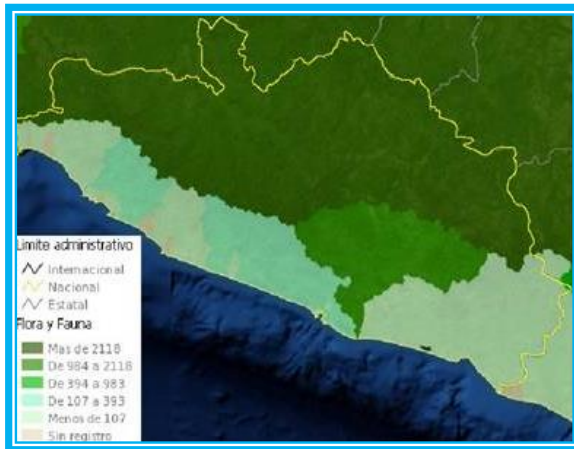 Limite administrativo
Internacional
Nacional
Estatal
Flora y Fauna
Mas de 2118
De 984 a 2118
De 394 a 983
De 107 a 393
Menos de 107
Sin registro